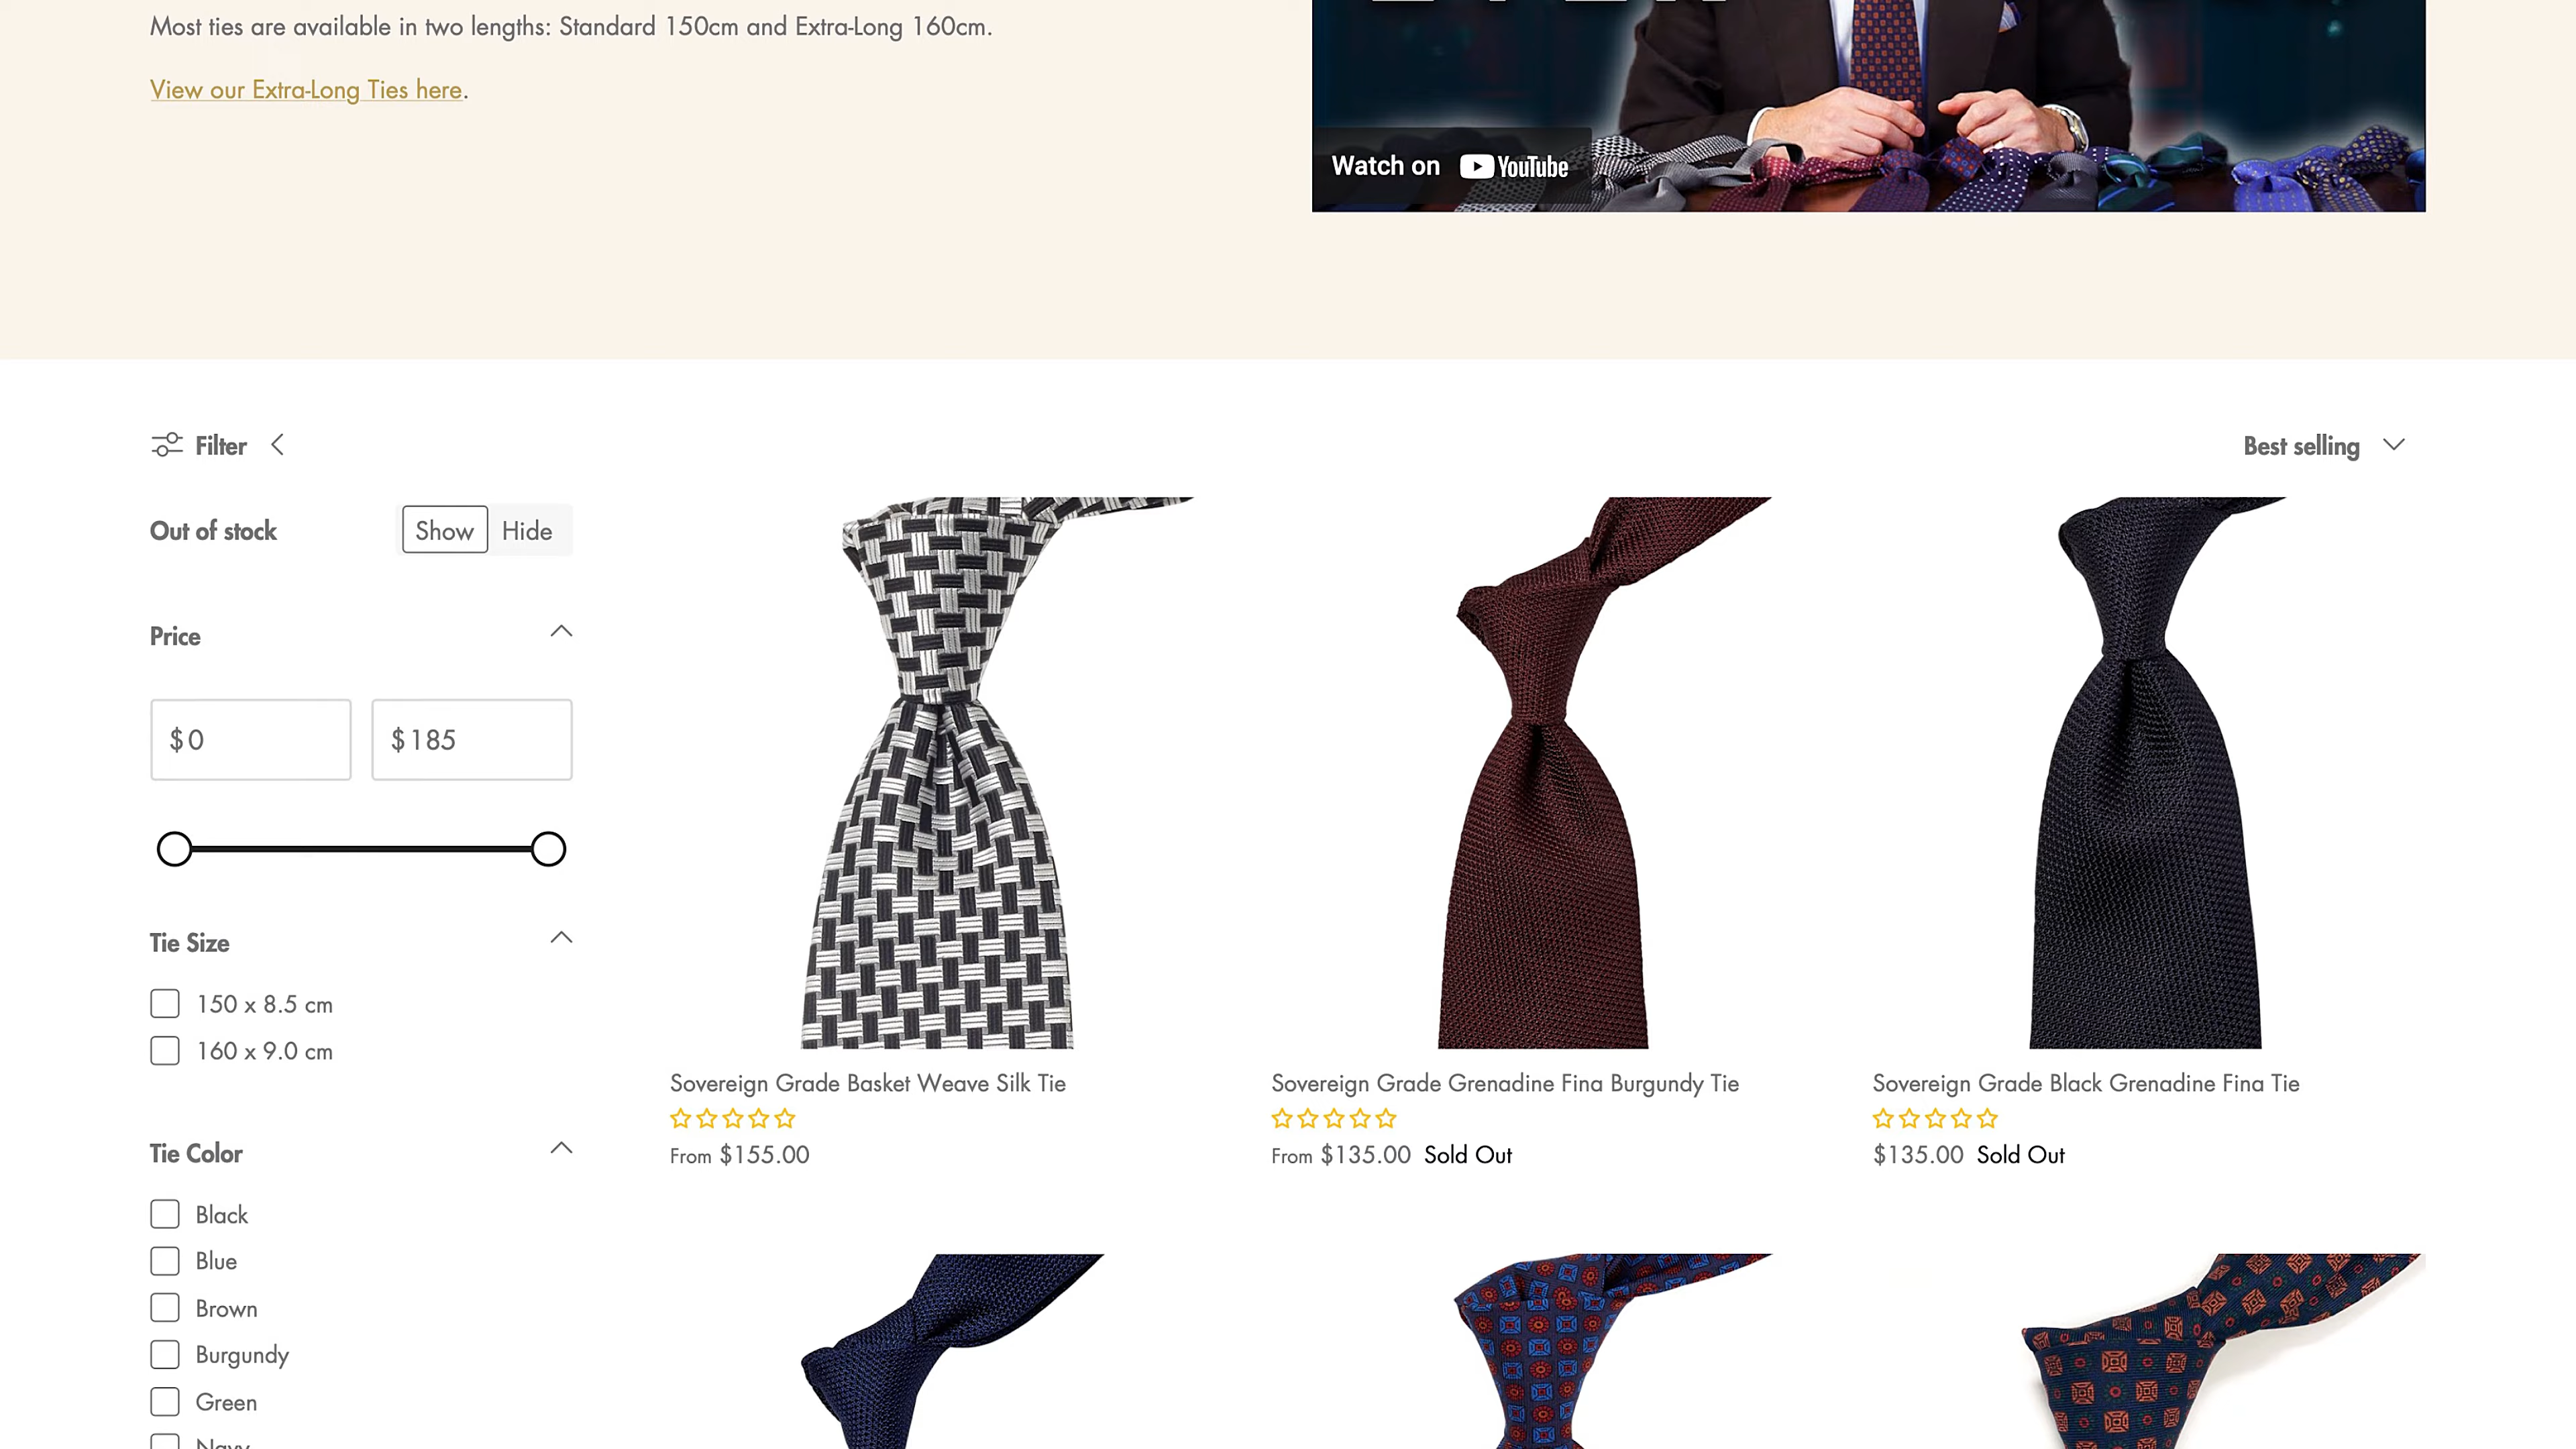 Most ties are available in two lengths: Standard 150cm and Extra-Long 160cm.
View our Extra-Long Ties here.
Watch on YouTube
Filter
Best selling
Out of stock
Show
Hide
Price
$0
$185
Tie Size
150 x 8.5 cm
160 x 9.0 cm
Tie Color
Black
Blue
Brown
Burgundy
Green
Sovereign Grade Basket Weave Silk Tie
From $155.00
Sovereign Grade Grenadine Fina Burgundy Tie
From $135.00 Sold Out
Sovereign Grade Black Grenadine Fina Tie
$135.00 Sold Out